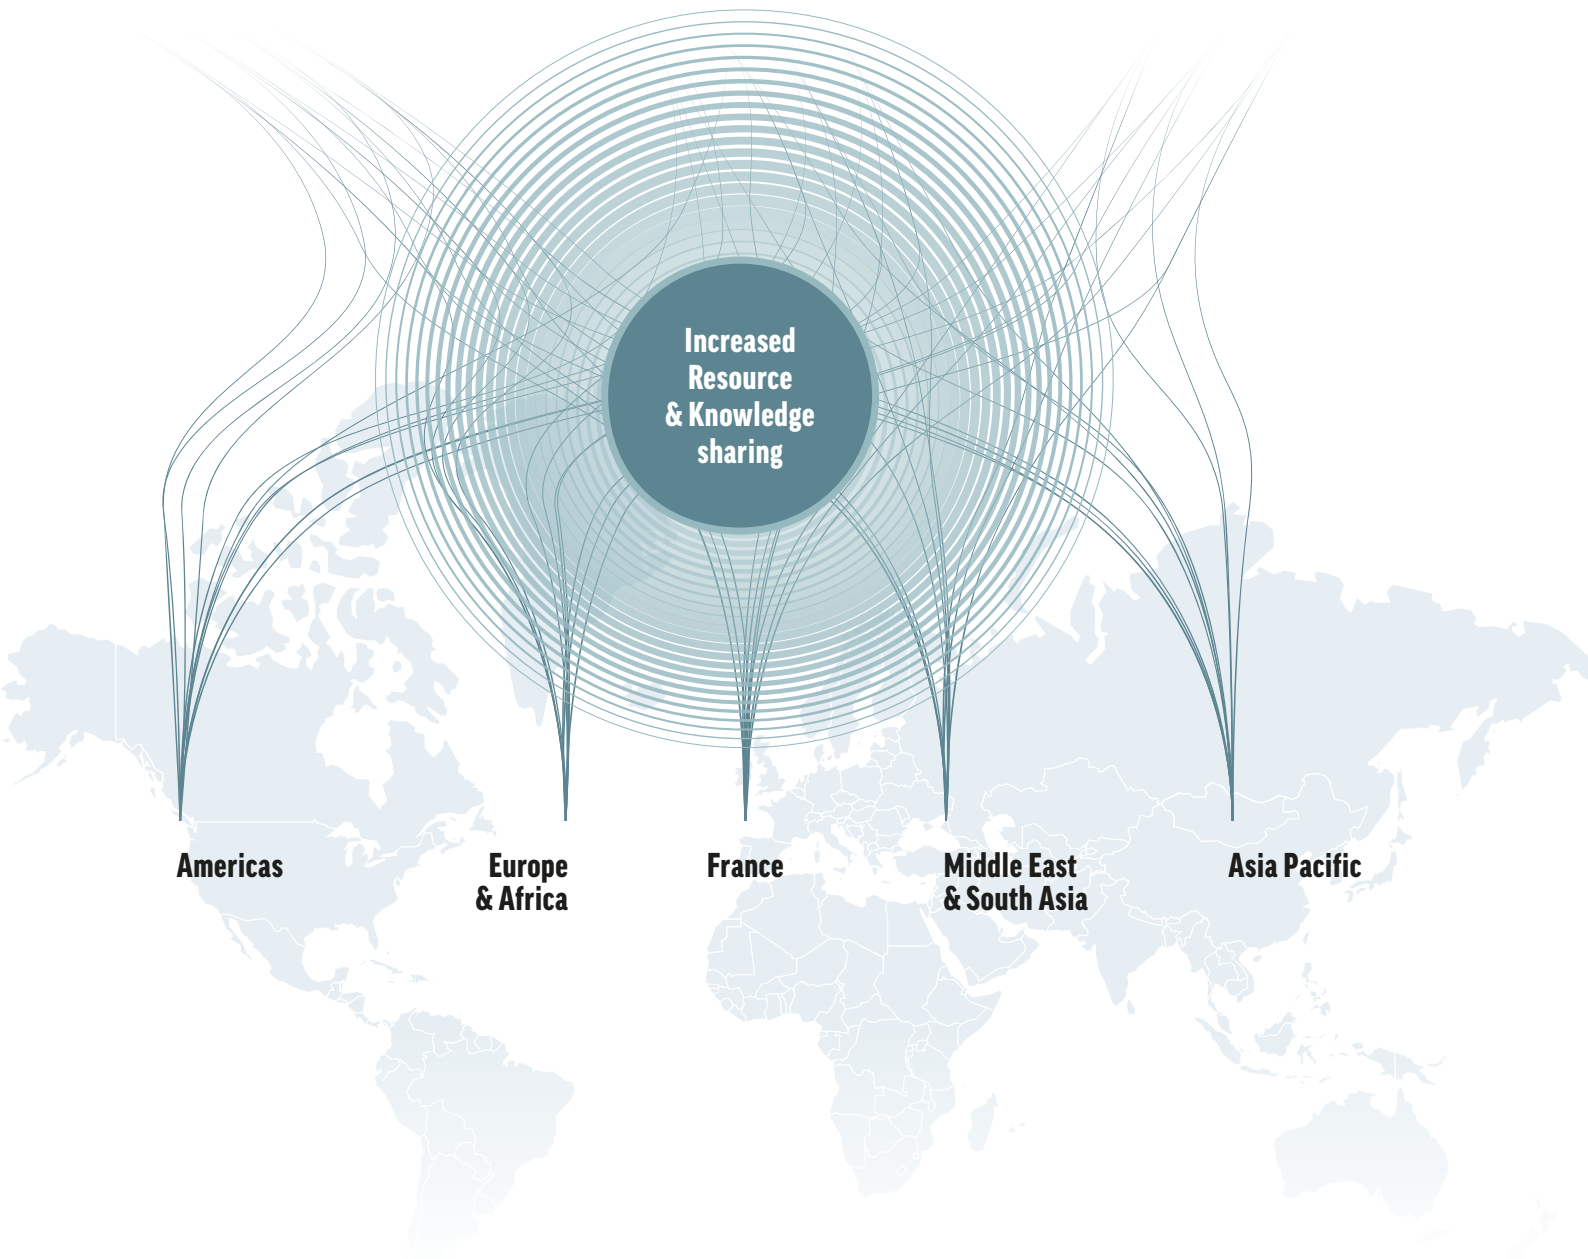 Increased
Resource
& Knowledge
sharing
Americas
Europe
& Africa
France
Middle East
& South Asia
Asia Pacific